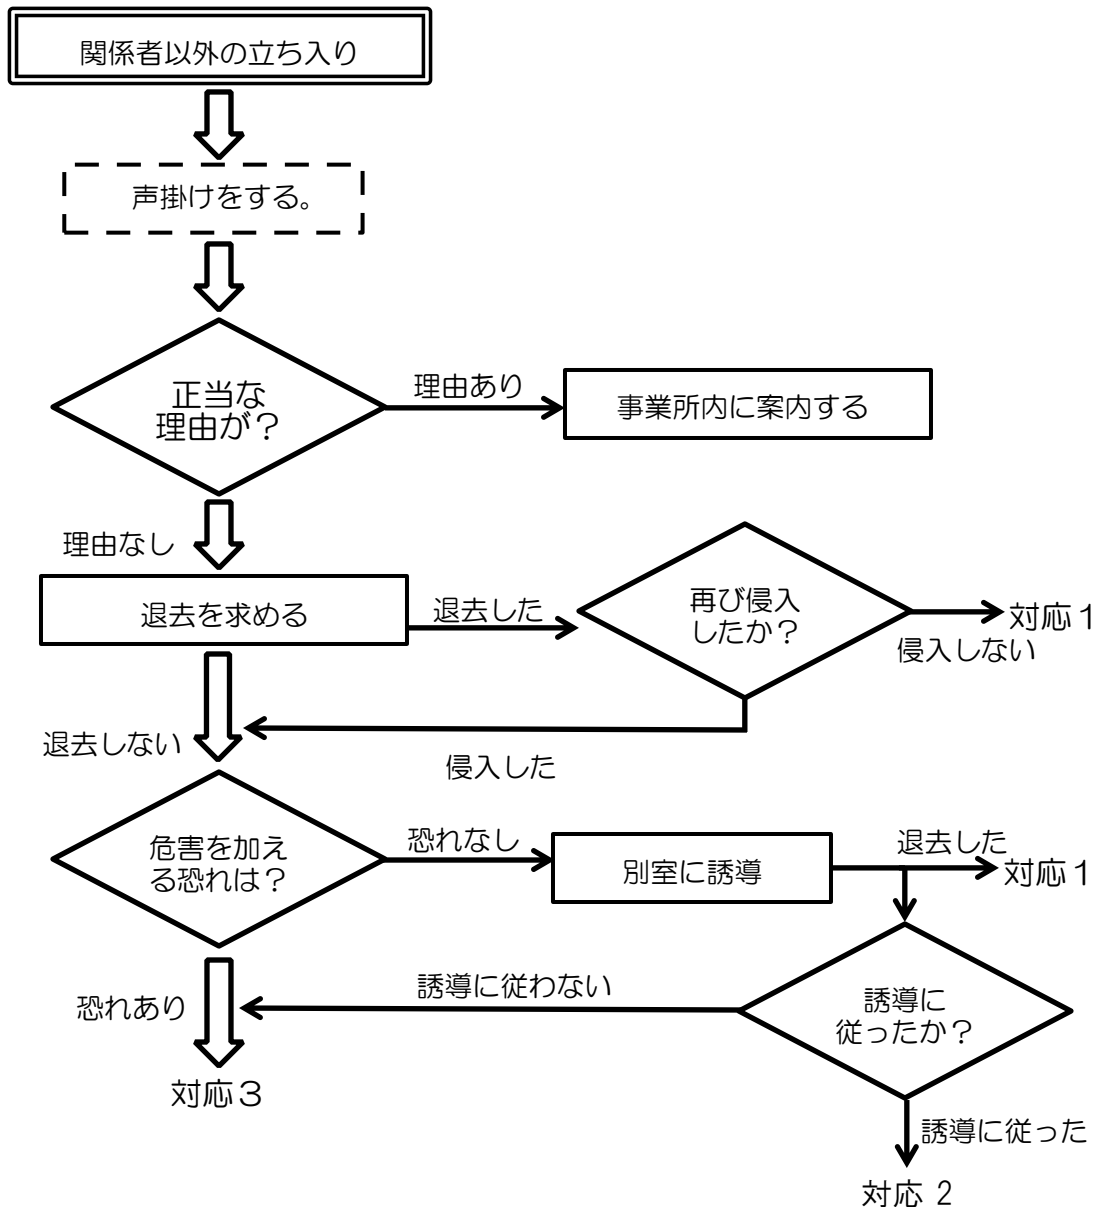 関係者以外の立ち入り
声掛けをする。
正当な
理由が？
理由あり
事業所内に案内する
理由なし
退去を求める
退去した
再び侵入
したか？
対応１
侵入しない
退去しない
侵入した
危害を加え
る恐れは？
恐れなし
別室に誘導
退去した
対応１
恐れあり
誘導に従わない
誘導に
従ったか？
対応３
誘導に従った
対応 2